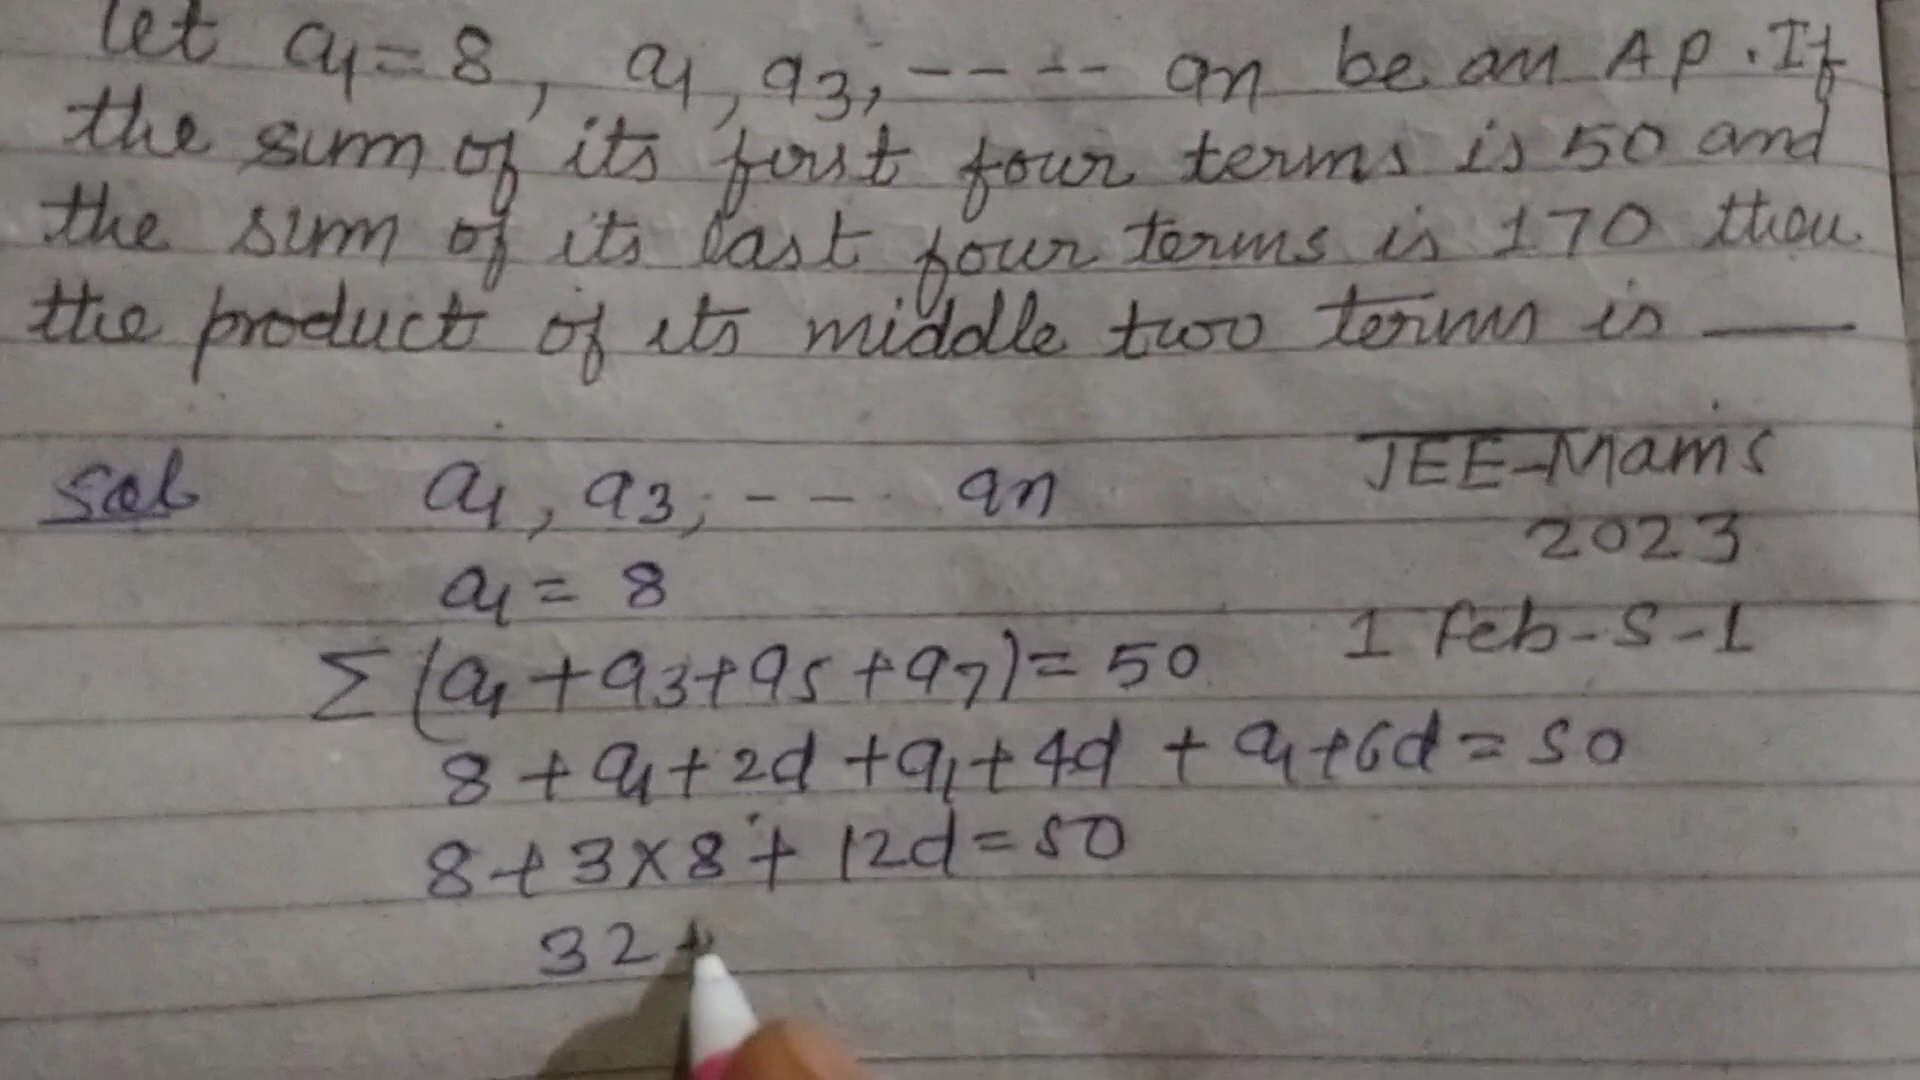 let a1=8, a1, a3, ---- an be an AP. If
the sum of its first four terms is 50 and
the sum of its last four terms is 170 then
the product of its middle two terms is ___
Sol a1, a3, --- an
JEE-Mams
2023
a1 = 8
1 feb-S-1
Σ(a1+a3+a5+a7)=50
8+a1+2d+a1+4d+a1+6d=50
8+3×8+12d=50
32+